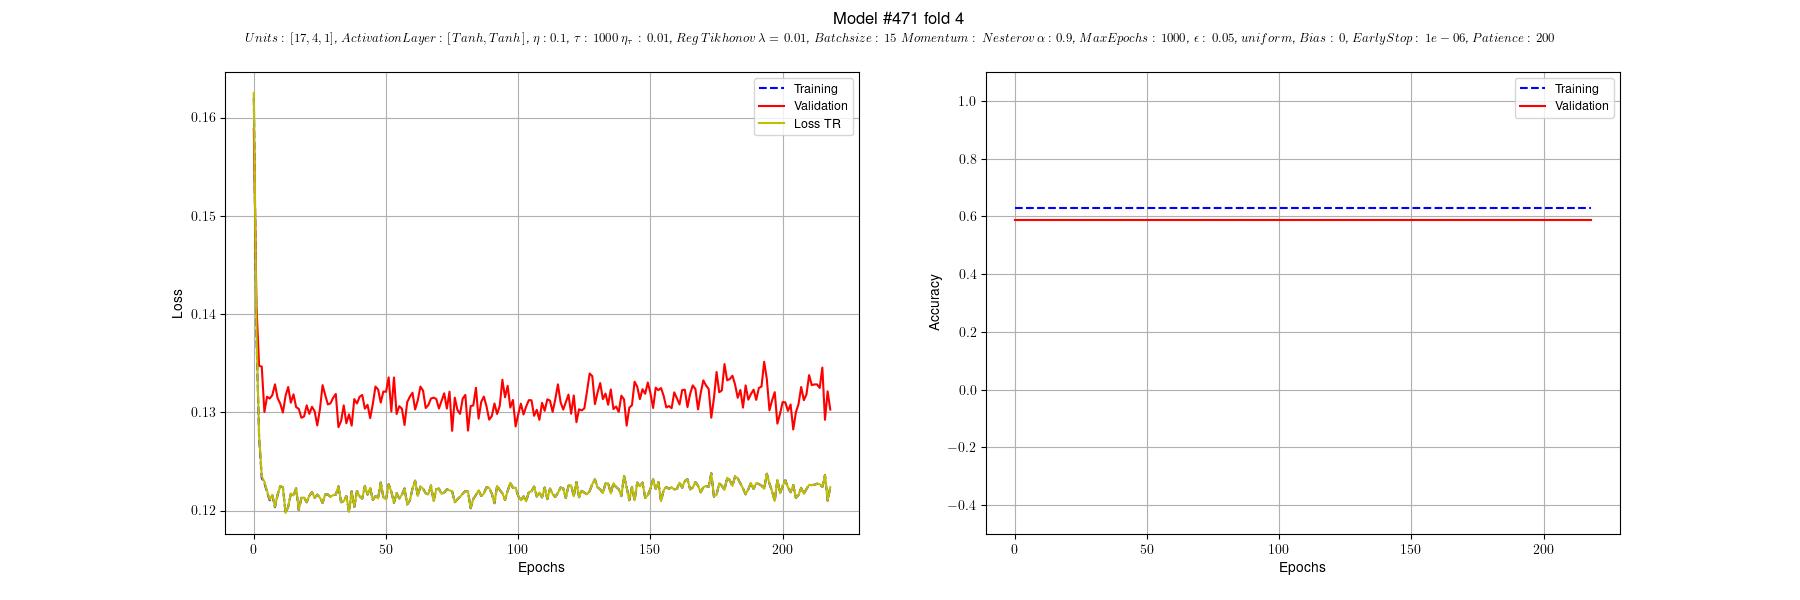 Model #471 fold 4
Units : [17, 4, 1], ActivationLayer : [Tanh, Tanh], η : 0.1, τ : 1000 ητ : 0.01, Reg Tikhonov λ = 0.01, Batchsize : 15 Momentum : Nesterov α : 0.9, MaxEpochs : 1000, ϵ : 0.05, uniform, Bias : 0, EarlyStop : 1e − 06, Patience : 200
Training
Validation
Loss TR
0.16
0.15
0.14
0.13
0.12
Loss
0 50 100 150 200
Epochs
Training
Validation
1.0
0.8
0.6
0.4
0.2
0.0
−0.2
−0.4
Accuracy
0 50 100 150 200
Epochs